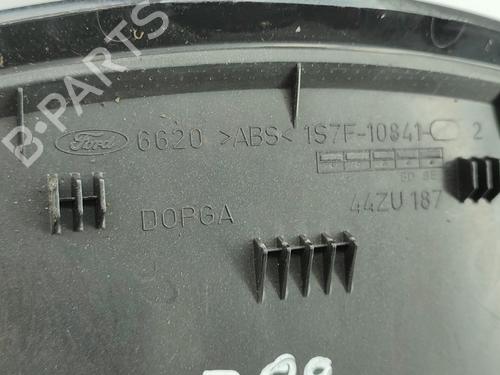 B-PARTS
Ford 6620 >ABS< 1S7F-10841- 2
44ZU 187
DOPGA